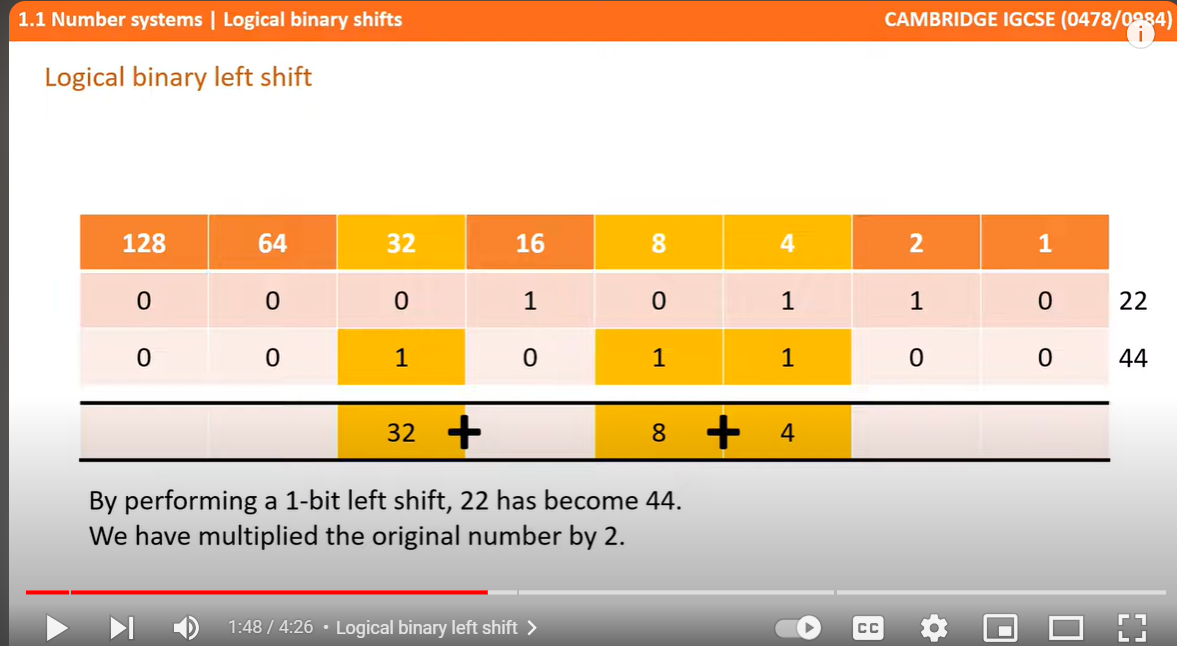 1.1 Number systems | Logical binary shifts
CAMBRIDGE IGCSE (0478/0984)
i
Logical binary left shift
128 64 32 16 8 4 2 1
0 0 0 1 0 1 1 0 22
0 0 1 0 1 1 0 0 44
32 + 8 + 4
By performing a 1-bit left shift, 22 has become 44.
We have multiplied the original number by 2.
1:48 / 4:26 • Logical binary left shift >
CC